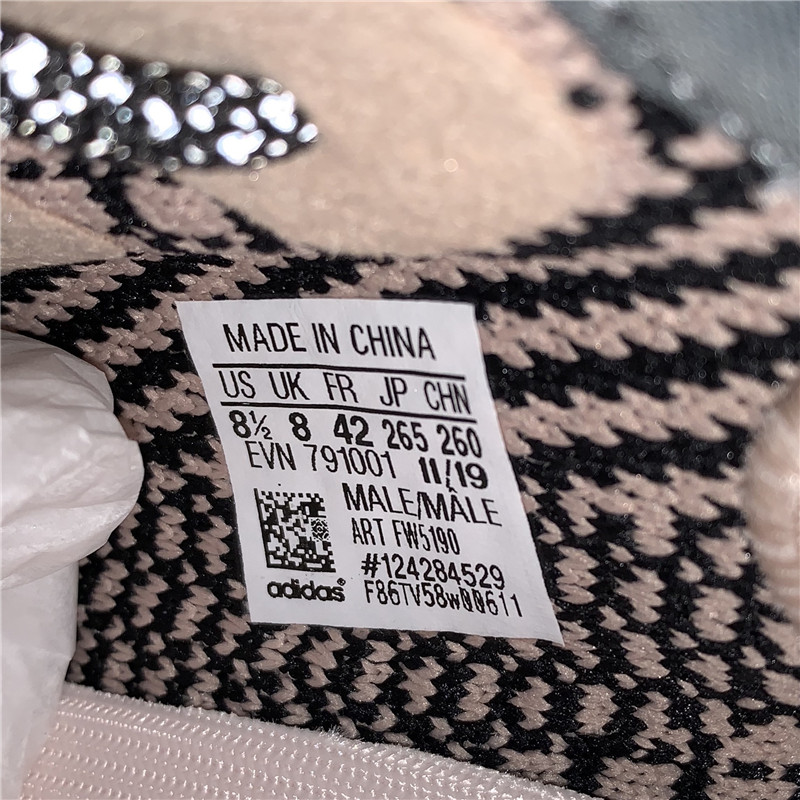 MADE IN CHINA
US UK FR JP CHN
8½ 8 42 265 260
EVN 791001 11/19
MALE/MÂLE
ART FW5190
#124284529
adidas® F86TV58W00611